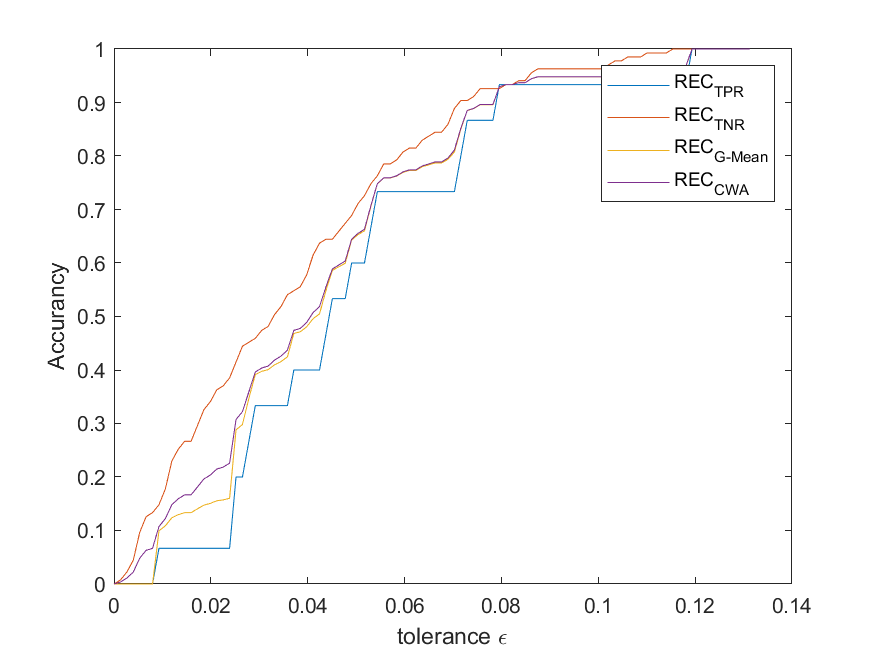 1
0.9
0.8
0.7
0.6
0.5
0.4
0.3
0.2
0.1
0
Accurancy
REC_TPR
REC_TNR
REC_G-Mean
REC_CWA
0 0.02 0.04 0.06 0.08 0.1 0.12 0.14
tolerance ϵ